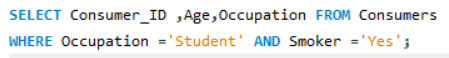 SELECT Consumer_ID ,Age,Occupation FROM Consumers
WHERE Occupation ='Student' AND Smoker ='Yes';